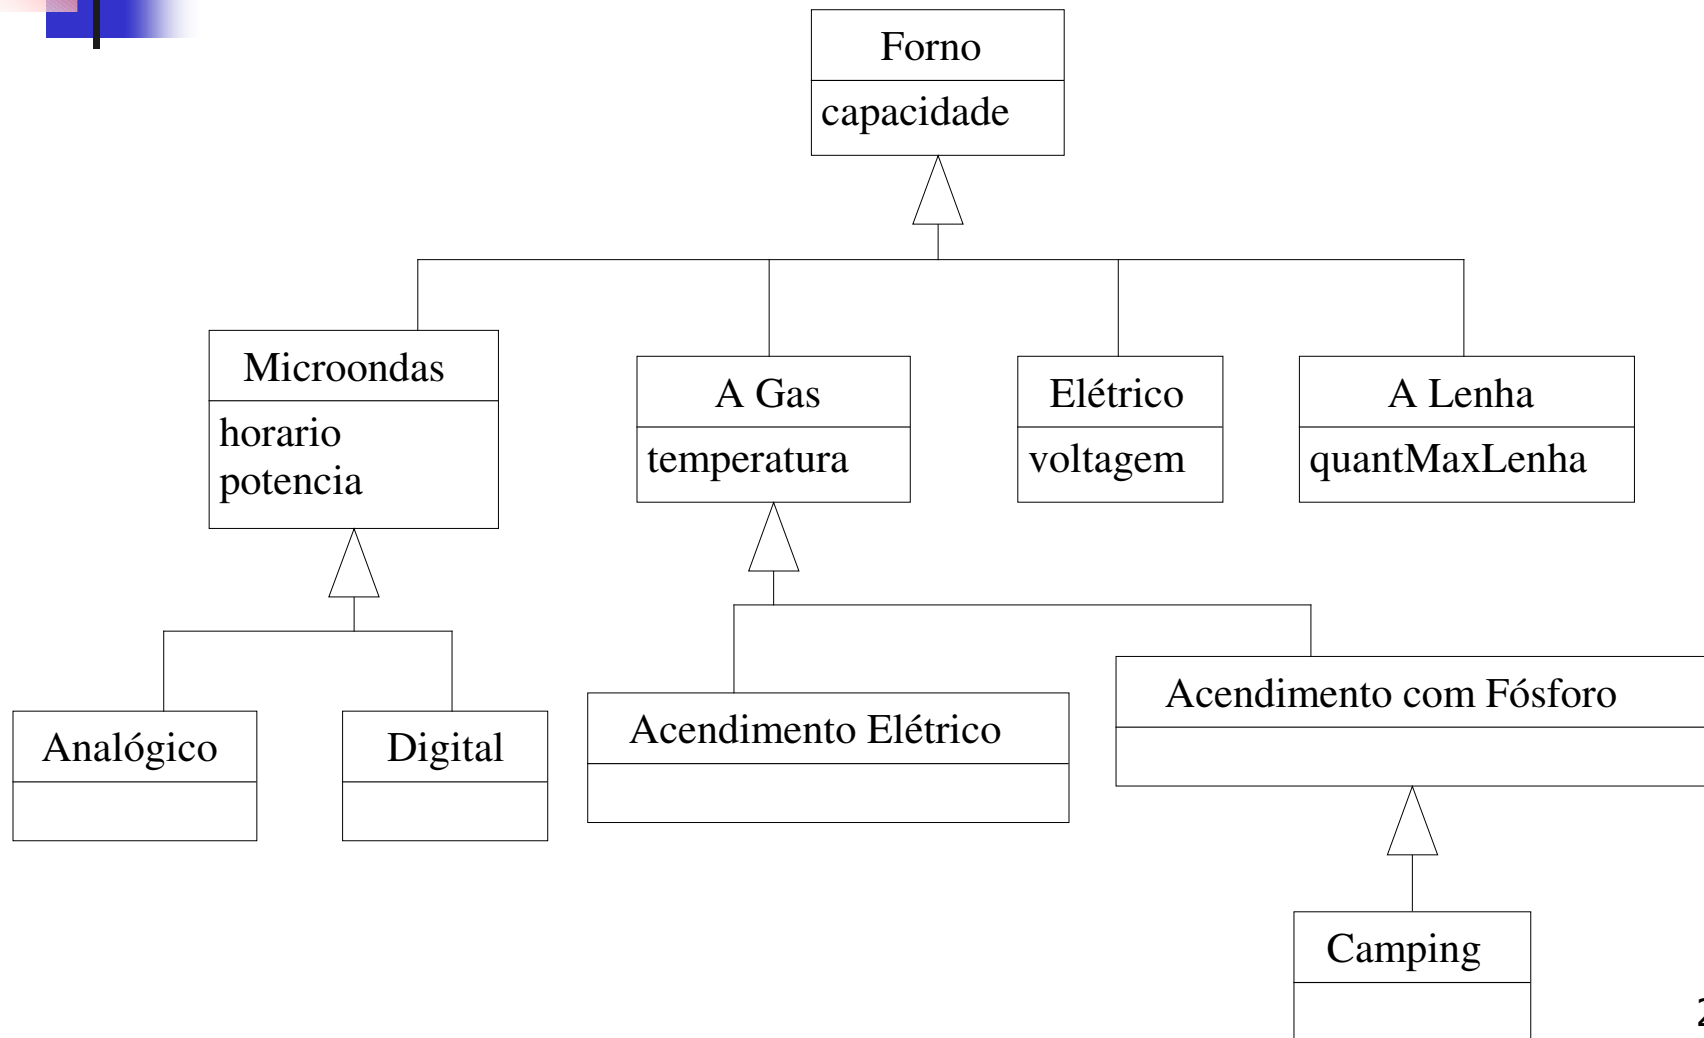 Forno
capacidade
Microondas
horario
potencia
A Gas
temperatura
Elétrico
voltagem
A Lenha
quantMaxLenha
Analógico
Digital
Acendimento Elétrico
Acendimento com Fósforo
Camping